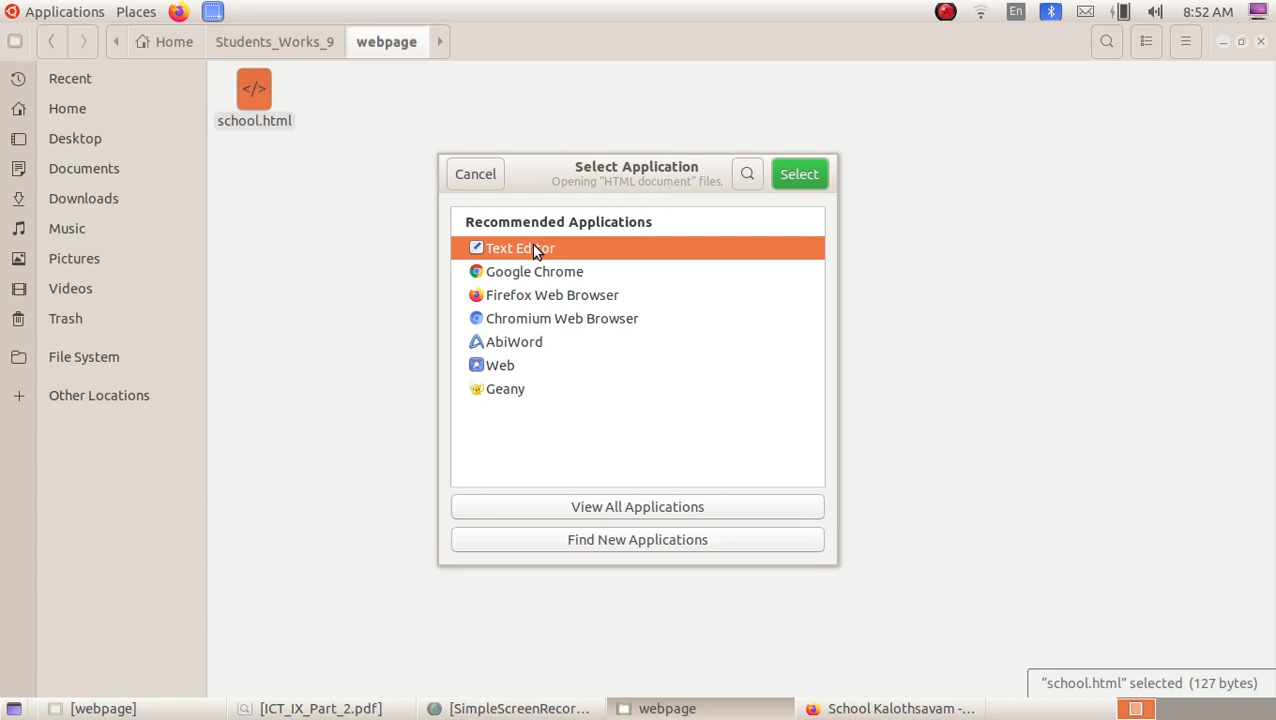 Applications Places En 8:52 AM
Home Students_Works_9 webpage
Recent
Home
Desktop
Documents
Downloads
Music
Pictures
Videos
Trash
File System
Other Locations
</>
school.html
Cancel Select Application Select
Opening “HTML document” files.
Recommended Applications
Text Editor
Google Chrome
Firefox Web Browser
Chromium Web Browser
AbiWord
Web
Geany
View All Applications
Find New Applications
“school.html” selected (127 bytes)
[webpage] [ICT_IX_Part_2.pdf] [SimpleScreenRecor... webpage School Kalothsavam -...